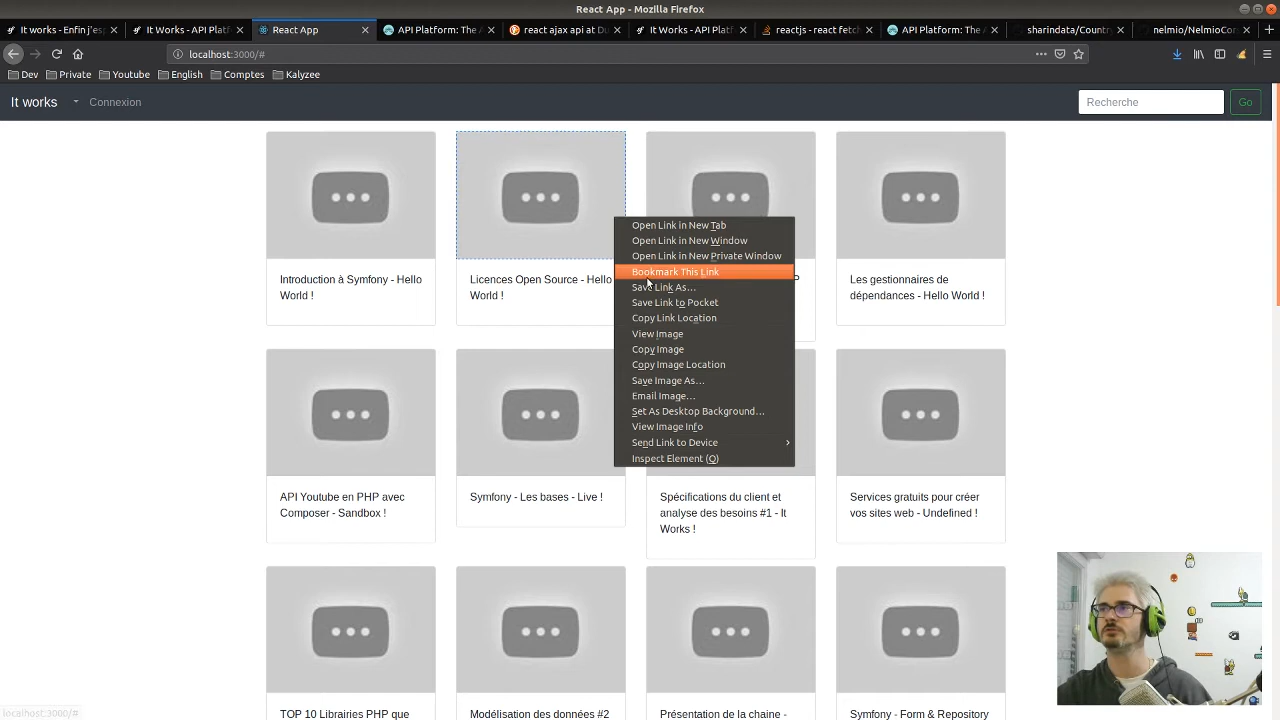 React App - Mozilla Firefox
It works - Enfin j'esp
It Works - API Platf
React App
API Platform: The A
react ajax api at Du
It Works - API Platf
reactjs - react fetch
API Platform: The A
sharindata/Country
nelmio/NelmioCor
localhost:3000/#
Dev
Private
Youtube
English
Comptes
Kalyzee
It works
Connexion
Recherche
Go
Introduction à Symfony - Hello
World !
Licences Open Source - Hello
World !
Les gestionnaires de
dépendances - Hello World !
Open Link in New Tab
Open Link in New Window
Open Link in New Private Window
Bookmark This Link
Save Link As...
Save Link to Pocket
Copy Link Location
View Image
Copy Image
Copy Image Location
Save Image As...
Email Image...
Set As Desktop Background...
View Image Info
Send Link to Device
Inspect Element (Q)
API Youtube en PHP avec
Composer - Sandbox !
Symfony - Les bases - Live !
Spécifications du client et
analyse des besoins #1 - It
Works !
Services gratuits pour créer
vos sites web - Undefined !
TOP 10 Librairies PHP que
Modélisation des données #2
Présentation de la chaine -
Symfony - Form & Repository
localhost:3000/#